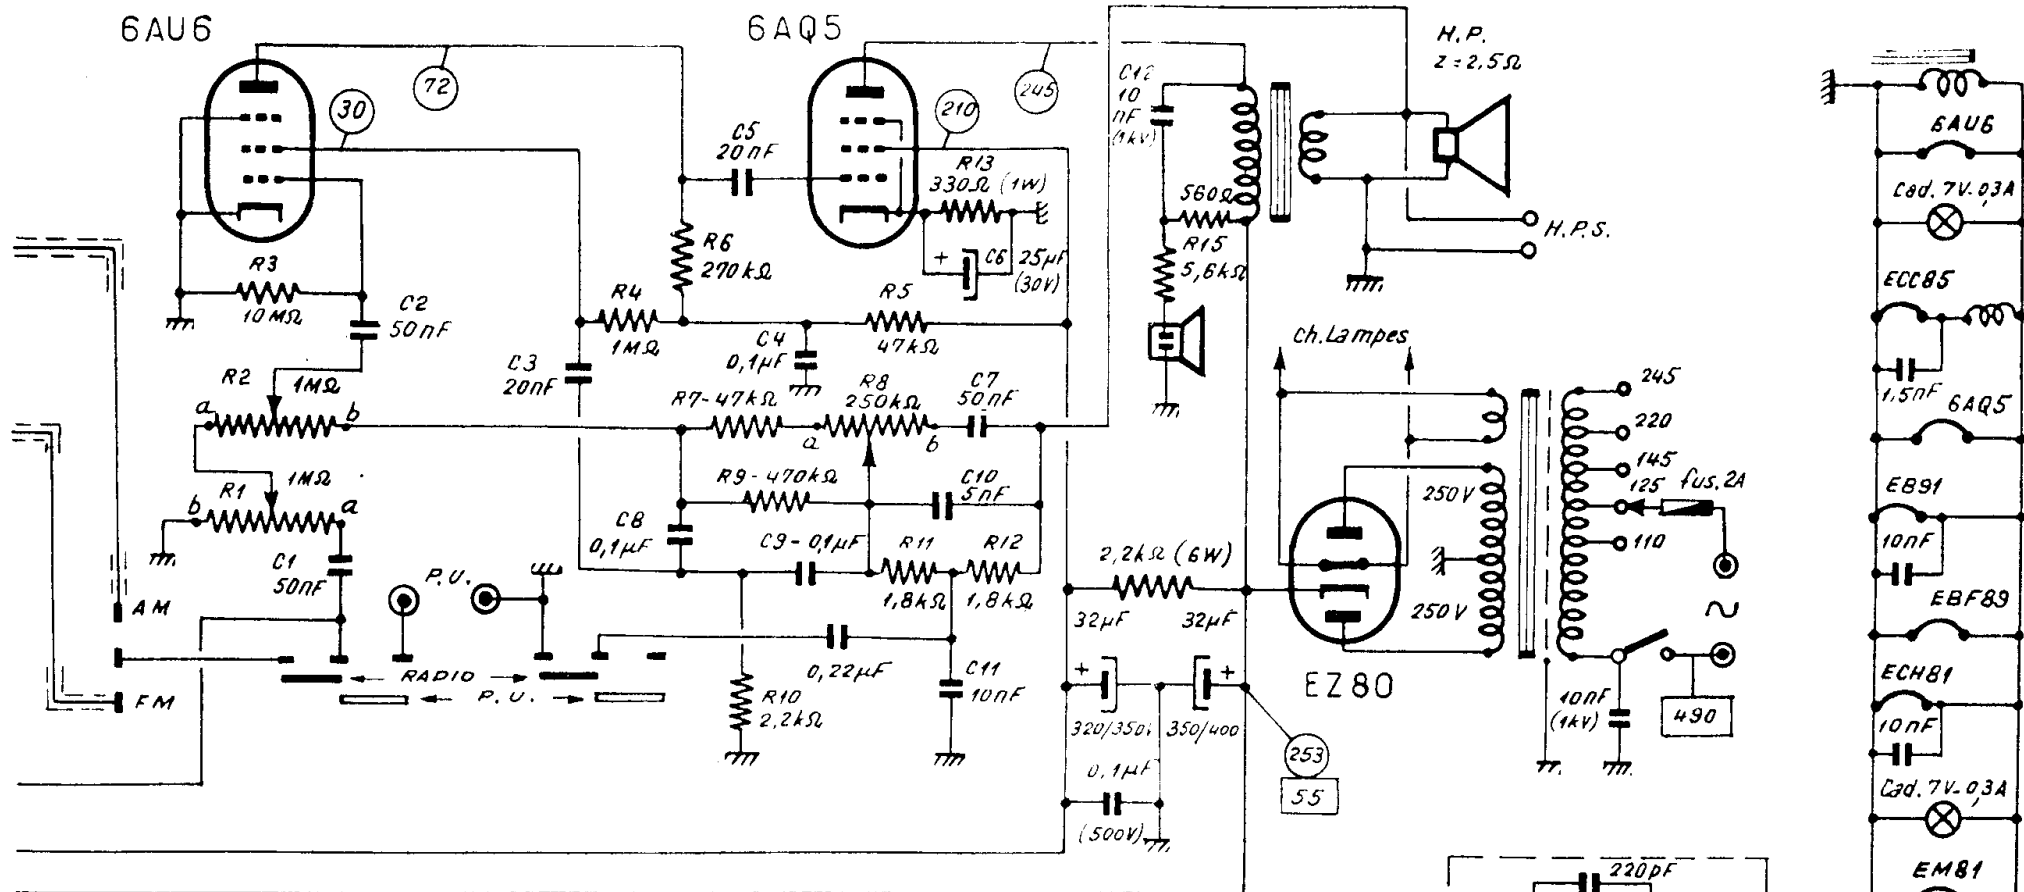 6AU6
6AQ5
72
30
245
210
C12
10
nF
(1kV)
H.P.
Z = 2,5Ω
C5
20nF
R13
330Ω (1W)
560Ω
R15
5,6kΩ
H.P.S.
R6
270kΩ
+
C6
25µF
(30V)
R3
10MΩ
C2
50nF
R4
1MΩ
R5
47kΩ
C4
0,1µF
C3
20nF
Ch.Lampes
R2
1MΩ
a
b
R7-47kΩ
R8
250kΩ
a
b
C7
50nF
R9-470kΩ
C10
5nF
R1
1MΩ
b
a
C8
0,1µF
C9-0,1µF
R11
1,8kΩ
R12
1,8kΩ
C1
50nF
P.U.
AM
FM
RADIO
P.U.
0,22µF
R10
2,2kΩ
C11
10nF
2,2kΩ (6W)
32µF
32µF
+
+
320/350
350/400
0,1µF
(500V)
253
55
EZ80
250V
250V
245
220
145
125
110
fus.2A
~
10nF
(1kV)
490
6AU6
Cad. 7V-0,3A
ECC85
1,5nF
6AQ5
EB91
10nF
EBF89
ECH81
10nF
Cad. 7V-0,3A
EM81
220pF